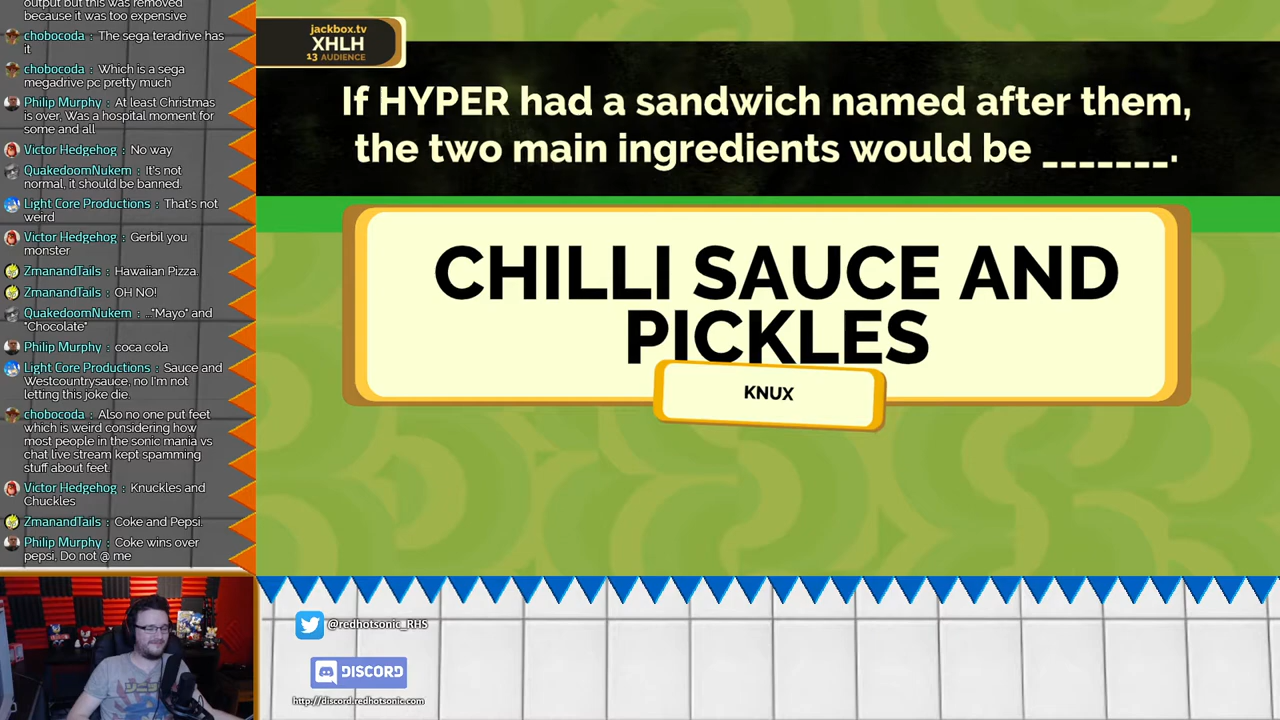 output but this was removed
because it was too expensive
chobocoda : The sega teradrive has
it
chobocoda : Which is a sega
megadrive pc pretty much
Philip Murphy : At least Christmas
is over. Was a hospital moment for
some and all
Victor Hedgehog : No way
QuakedoomNukem : It's not
normal, it should be banned.
Light Core Productions : That's not
weird
Victor Hedgehog : Gerbil you
monster
ZmanandTails : Hawaiian Pizza.
ZmanandTails : OH NO!
QuakedoomNukem : ..."Mayo" and
"Chocolate"
Philip Murphy : coca cola
Light Core Productions : Sauce and
Westcountrysauce. no I'm not
letting that joke die.
chobocoda : Also no one put feet
which is weird considering how
most people in the sonic mania vs
chat live stream kept spamming
stuff about feet.
Victor Hedgehog : Knuckles and
Chuckles
ZmanandTails : Coke and Pepsi.
Philip Murphy : Coke wins over
pepsi, Do not @ me
jackbox.tv
XHLH
13 AUDIENCE
If HYPER had a sandwich named after them,
the two main ingredients would be _______.
CHILLI SAUCE AND
PICKLES
KNUX
@redhotsonic_RHS
DISCORD
http://discord.redhotsonic.com